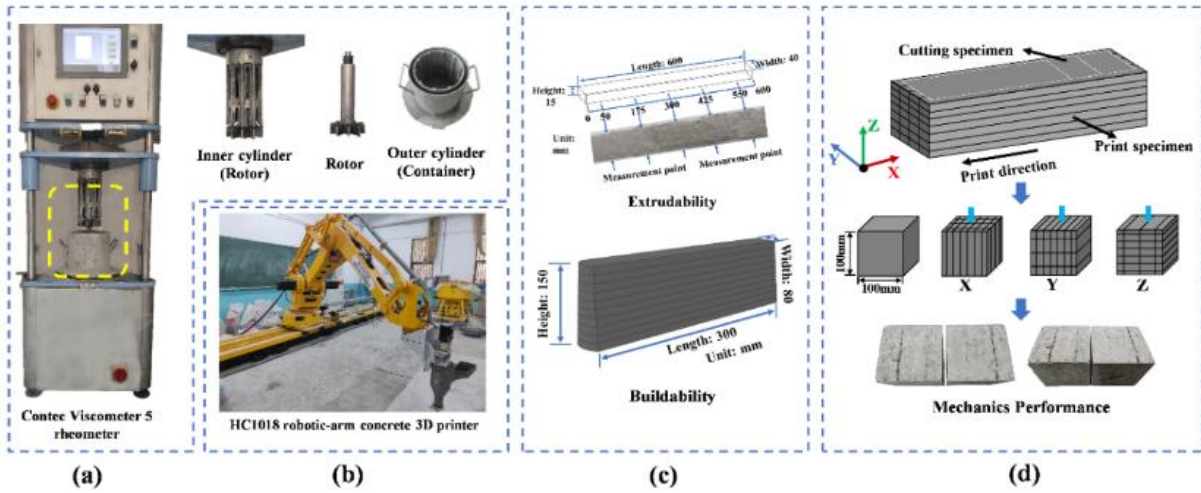 Inner cylinder
(Rotor)
Rotor
Outer cylinder
(Container)
Contec Viscometer 5
rheometer
(a)
HC1018 robotic-arm concrete 3D printer
(b)
Length: 600
Width: 40
Height:
15
0 50 175 300 425 550 600
Unit:
mm
Measurement point Measurement point
Extrudability
Height: 150
Width: 80
Length: 300
Unit: mm
Buildability
(c)
Cutting specimen
Z
Y
X
Print specimen
Print direction
100mm
100mm
X Y Z
Mechanics Performance
(d)